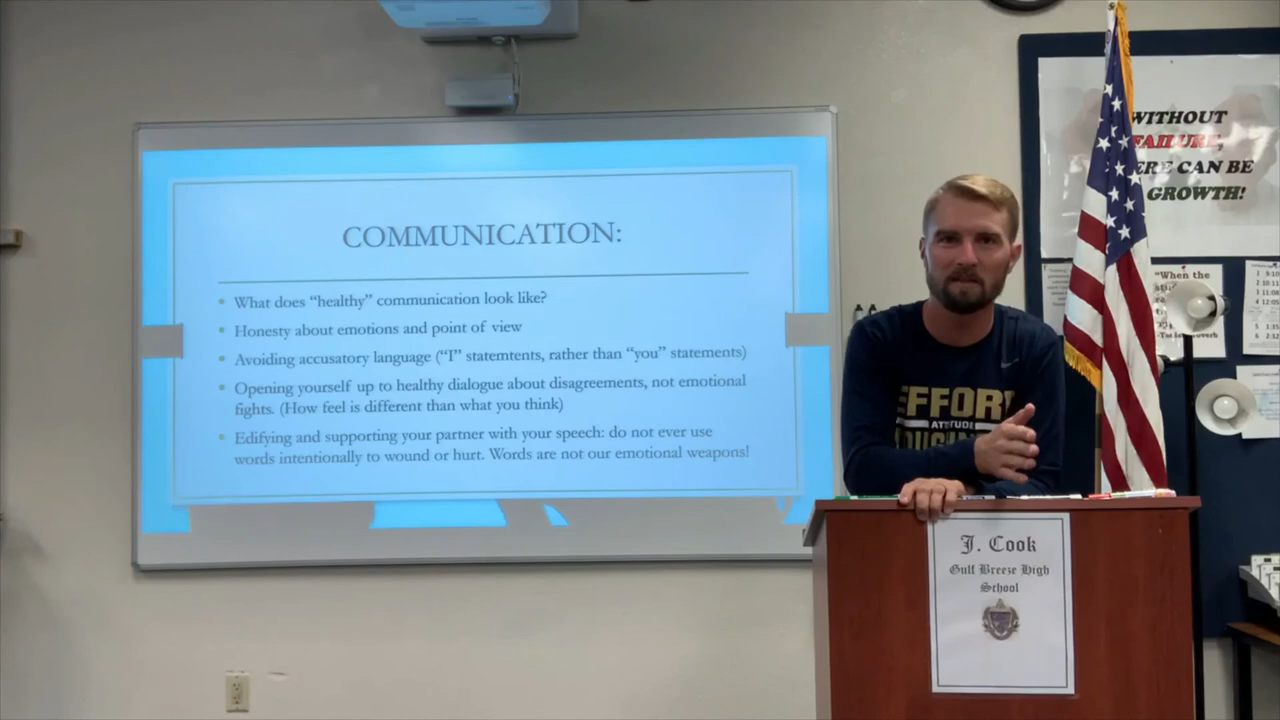 COMMUNICATION:
What does "healthy" communication look like?
Honesty about emotions and point of view
Avoiding accusatory language ("I" statemtents, rather than "you" statements)
Opening yourself up to healthy dialogue about disagreements, not emotional
fights. (How feel is different than what you think)
Edifying and supporting your partner with your speech: do not ever use
words intentionally to wound or hurt. Words are not our emotional weapons!
WITHOUT
FAILURE,
CAN BE
GROWTH!
"When the
ATTITUDE
J. Cook
Gulf Breeze High
School